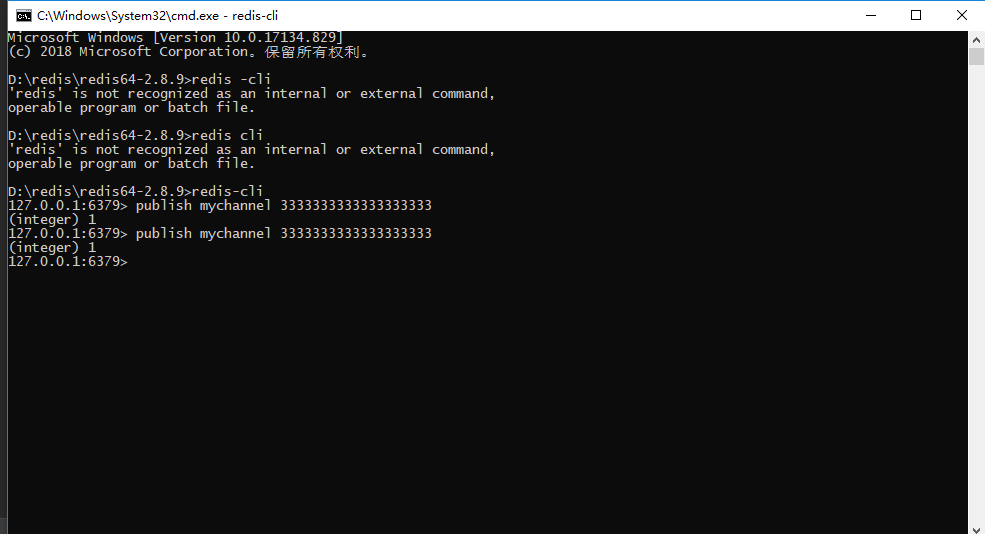 C:\Windows\System32\cmd.exe - redis-cli
Microsoft Windows [Version 10.0.17134.829]
(c) 2018 Microsoft Corporation。保留所有权利。
D:\redis\redis64-2.8.9>redis -cli
'redis' is not recognized as an internal or external command,
operable program or batch file.
D:\redis\redis64-2.8.9>redis cli
'redis' is not recognized as an internal or external command,
operable program or batch file.
D:\redis\redis64-2.8.9>redis-cli
127.0.0.1:6379> publish mychannel 3333333333333333333
(integer) 1
127.0.0.1:6379> publish mychannel 3333333333333333333
(integer) 1
127.0.0.1:6379>